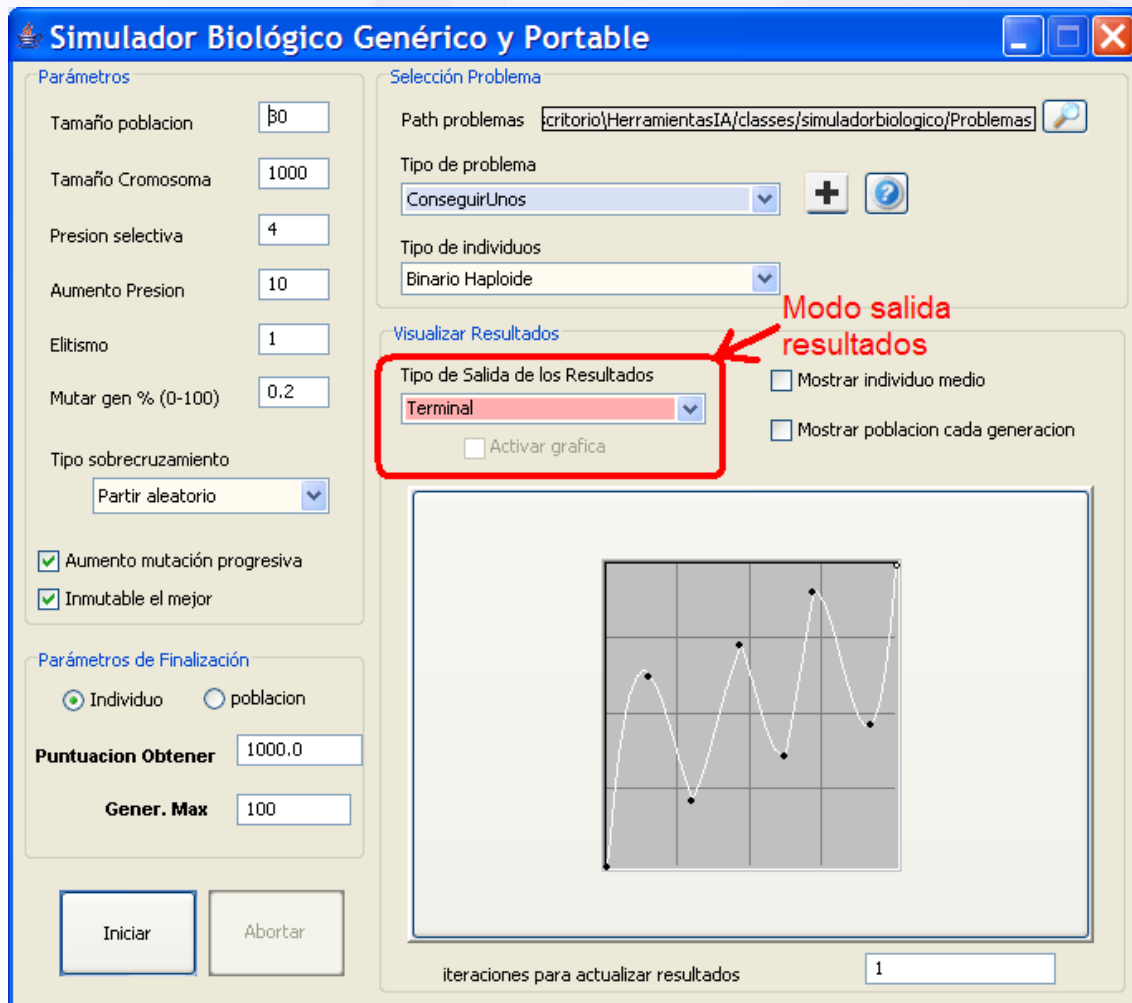 Simulador Biológico Genérico y Portable
Parámetros
Tamaño poblacion 30
Tamaño Cromosoma 1000
Presion selectiva 4
Aumento Presion 10
Elitismo 1
Mutar gen % (0-100) 0.2
Tipo sobrecruzamiento
Partir aleatorio
Aumento mutación progresiva
Inmutable el mejor
Parámetros de Finalización
Individuo poblacion
Puntuacion Obtener 1000.0
Gener. Max 100
Iniciar Abortar
Selección Problema
Path problemas critorio\HerramientasIA/classes/simuladorbiologico/Problemas
Tipo de problema
ConseguirUnos
Tipo de individuos
Binario Haploide
Modo salida
resultados
Visualizar Resultados
Tipo de Salida de los Resultados
Terminal
Activar grafica
Mostrar individuo medio
Mostrar poblacion cada generacion
iteraciones para actualizar resultados 1